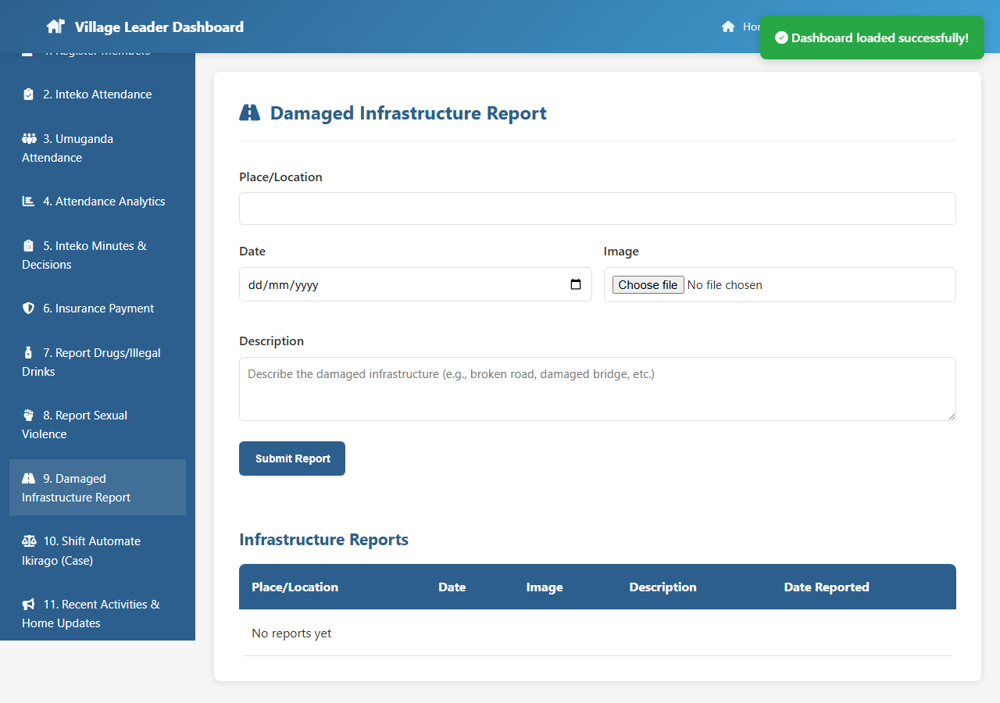 Village Leader Dashboard
Dashboard loaded successfully!
1. Register Members
2. Inteko Attendance
3. Umuganda
Attendance
4. Attendance Analytics
5. Inteko Minutes &
Decisions
6. Insurance Payment
7. Report Drugs/Illegal
Drinks
8. Report Sexual
Violence
9. Damaged
Infrastructure Report
10. Shift Automate
Ikirago (Case)
11. Recent Activities &
Home Updates
Damaged Infrastructure Report
Place/Location
Date
Image
dd/mm/yyyy
Choose file No file chosen
Description
Describe the damaged infrastructure (e.g., broken road, damaged bridge, etc.)
Submit Report
Infrastructure Reports
Place/Location Date Image Description Date Reported
No reports yet